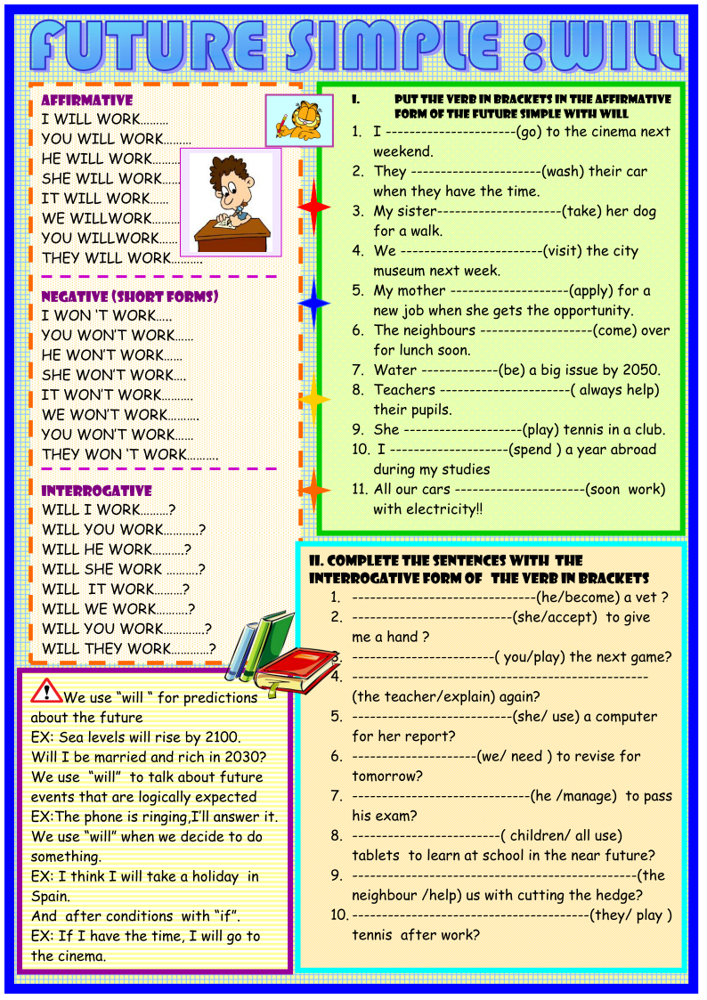 FUTURE SIMPLE :WILL
AFFIRMATIVE
I WILL WORK………
YOU WILL WORK………
HE WILL WORK………
SHE WILL WORK……
IT WILL WORK……
WE WILLWORK………
YOU WILLWORK……
THEY WILL WORK……….
NEGATIVE (SHORT FORMS)
I WON 'T WORK…..
YOU WON'T WORK……
HE WON'T WORK……
SHE WON'T WORK….
IT WON'T WORK……….
WE WON'T WORK……….
YOU WON'T WORK……
THEY WON 'T WORK……….
INTERROGATIVE
WILL I WORK………?
WILL YOU WORK………..?
WILL HE WORK……….?
WILL SHE WORK ……….?
WILL  IT WORK………?
WILL WE WORK……….?
WILL YOU WORK………….?
WILL THEY WORK…………?
We use "will " for predictions
about the future
EX: Sea levels will rise by 2100.
Will I be married and rich in 2030?
We use  "will"  to talk about future
events that are logically expected
EX:The phone is ringing,I'll answer it.
We use "will" when we decide to do
something.
EX: I think I will take a holiday  in
Spain.
And  after conditions  with "if".
EX: If I have the time, I will go to
the cinema.
I. PUT THE VERB IN BRACKETS IN THE AFFIRMATIVE
FORM OF THE FUTURE SIMPLE WITH WILL
1. I ----------------------(go) to the cinema next
weekend.
2. They ----------------------(wash) their car
when they have the time.
3. My sister---------------------(take) her dog
for a walk.
4. We ------------------------(visit) the city
museum next week.
5. My mother --------------------(apply) for a
new job when she gets the opportunity.
6. The neighbours -------------------(come) over
for lunch soon.
7. Water -------------(be) a big issue by 2050.
8. Teachers ----------------------( always help)
their pupils.
9. She --------------------(play) tennis in a club.
10. I --------------------(spend ) a year abroad
during my studies
11. All our cars ----------------------(soon  work)
with electricity!!
II. COMPLETE THE SENTENCES WITH  THE
INTERROGATIVE FORM OF  THE VERB IN BRACKETS
1. -------------------------------(he/become) a vet ?
2. ---------------------------(she/accept)  to give
me a hand ?
3. ------------------------( you/play) the next game?
4. --------------------------------------------------
(the teacher/explain) again?
5. ---------------------------(she/ use) a computer
for her report?
6. ---------------------(we/ need ) to revise for
tomorrow?
7. ------------------------------(he /manage)  to pass
his exam?
8. -------------------------( children/ all use)
tablets  to learn at school in the near future?
9. ------------------------------------------------(the
neighbour /help) us with cutting the hedge?
10. ----------------------------------------(they/ play )
tennis  after work?